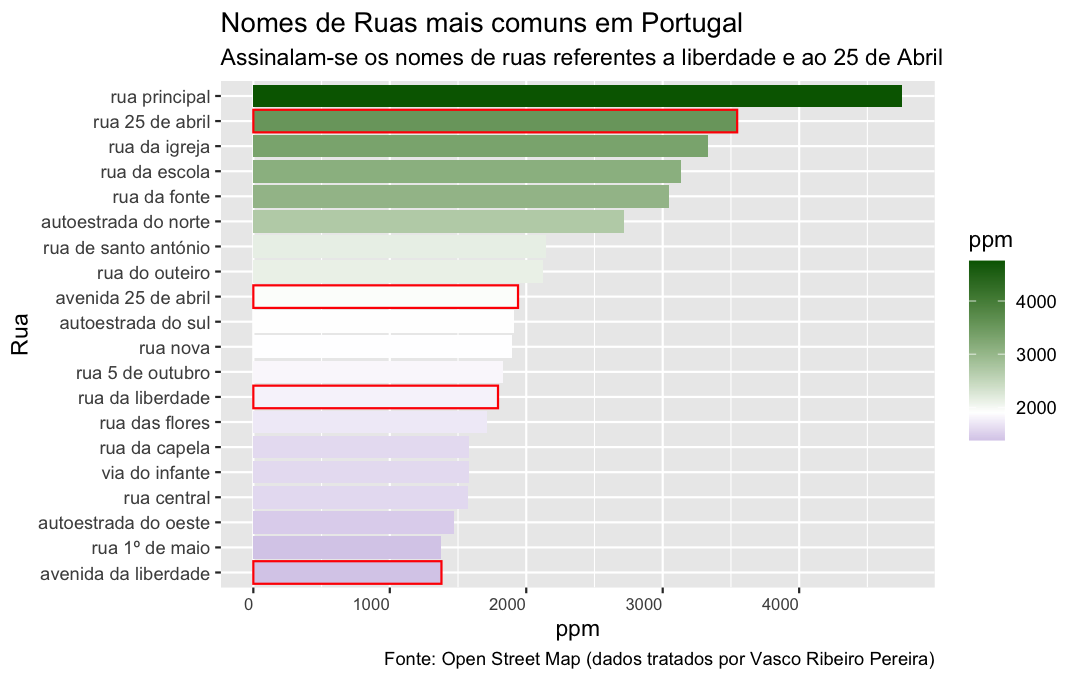 Nomes de Ruas mais comuns em Portugal
Assinalam-se os nomes de ruas referentes a liberdade e ao 25 de Abril
Rua
rua principal
rua 25 de abril
rua da igreja
rua da escola
rua da fonte
autoestrada do norte
rua de santo antónio
rua do outeiro
avenida 25 de abril
autoestrada do sul
rua nova
rua 5 de outubro
rua da liberdade
rua das flores
rua da capela
via do infante
rua central
autoestrada do oeste
rua 1º de maio
avenida da liberdade
0 1000 2000 3000 4000
ppm
ppm
4000
3000
2000
Fonte: Open Street Map (dados tratados por Vasco Ribeiro Pereira)